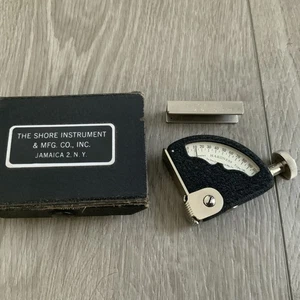 THE SHORE INSTRUMENT
& MFG. CO., INC.
JAMAICA 2. N.Y.